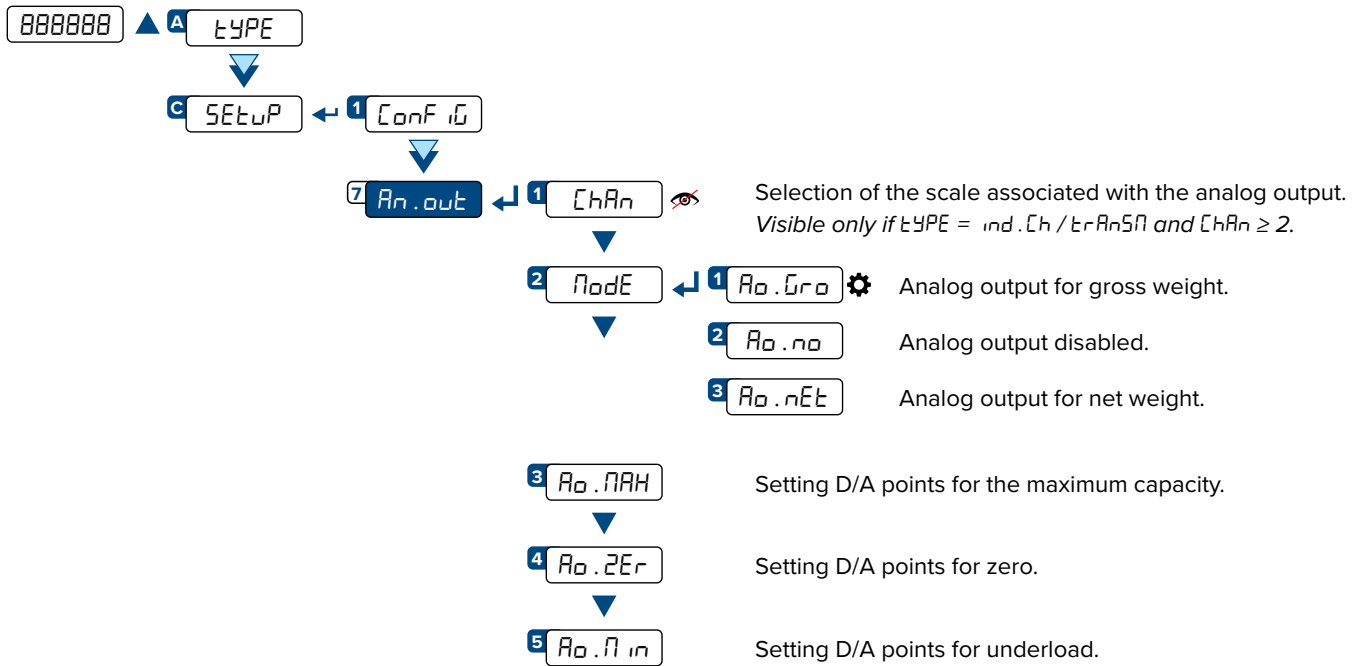 888888 A tYPE
C SEtuP 1 ConFiG
7 An.out 1 ChAn Selection of the scale associated with the analog output.
Visible only if tYPE = ind.Ch / trAnSM and ChAn ≥ 2.
2 ModE 1 Ao.Gro Analog output for gross weight.
2 Ao.no Analog output disabled.
3 Ao.nEt Analog output for net weight.
3 Ao.MAH Setting D/A points for the maximum capacity.
4 Ao.ZEr Setting D/A points for zero.
5 Ao.Min Setting D/A points for underload.